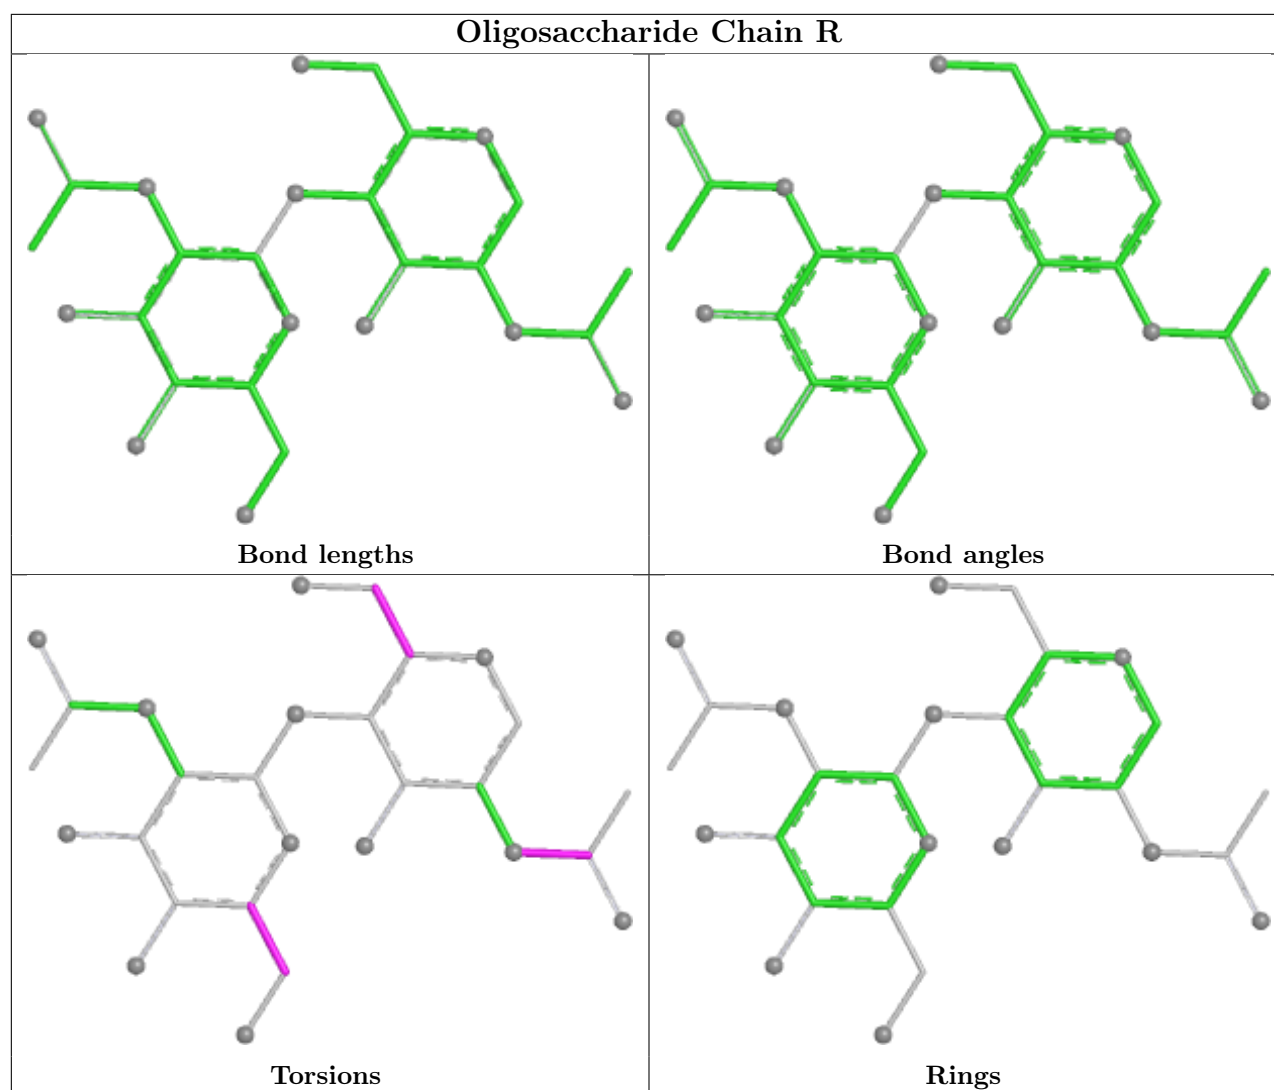 Oligosaccharide Chain R
Bond lengths
Bond angles
Torsions
Rings